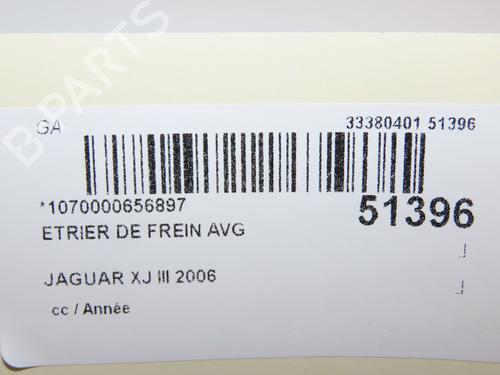 B-PARTS
GA
33380401 51396
*1070000656897
51396
ETRIER DE FREIN AVG
JAGUAR XJ III 2006
cc / Année